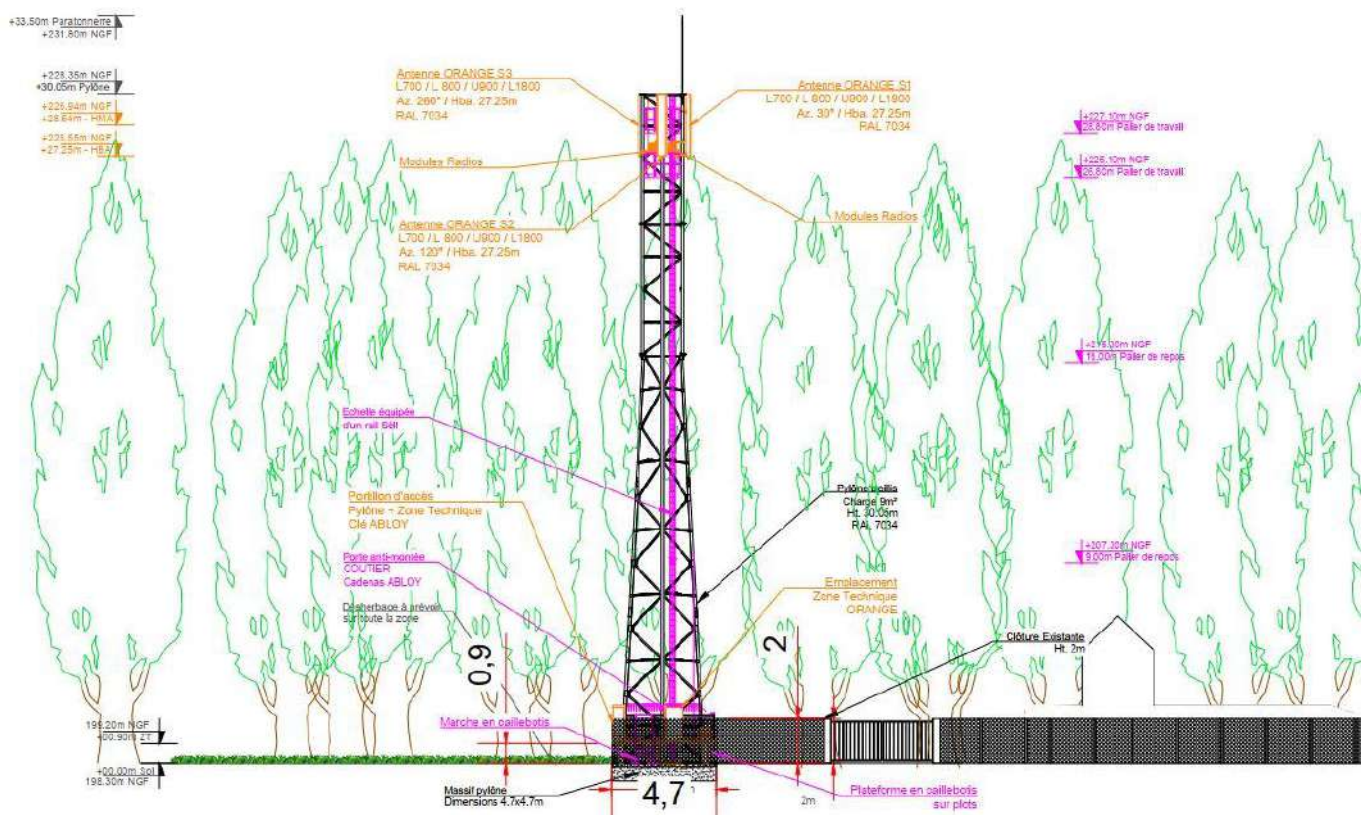 +33.50m Paratonnerre
+231.80m NGF
+228.35m NGF
+30.05m Pylône
+226.94m NGF
+28.64m - HMA
+225.55m NGF
+27.25m - HBA
Antenne ORANGE S3
L700 / L 800 / U900 / L1800
Az. 260° / Hba. 27.25m
RAL 7034
Modules Radios
Antenne ORANGE S2
L700 / L 800 / U900 / L1800
Az. 120° / Hba. 27.25m
RAL 7034
Antenne ORANGE S1
L700 / L 800 / U900 / L1800
Az. 30° / Hba. 27.25m
RAL 7034
Modules Radios
+227.10m NGF
28.80m Palier de travail
+226.10m NGF
Palier de travail
NGF
Palier de repos
+207.30m NGF
9.00m Palier de repos
Echelle équipée
d'un rail Söll
Portillon d'accès
Pylône + Zone Technique
Clé ABLOY
Porte anti-montée
COUTIER
Cadenas ABLOY
Désherbage à prévoir
sur toute la zone
Pylône treillis
Charge 9m²
Ht. 30.05m
RAL 7034
Emplacement
Zone Technique
ORANGE
Clôture Existante
Ht. 2m
0,9
2
199.20m NGF
+00.90m ZT
+00.00m Sol
198.30m NGF
Marche en caillebotis
Massif pylône
Dimensions 4.7x4.7m
4,7
2m
Plateforme en caillebotis
sur plots